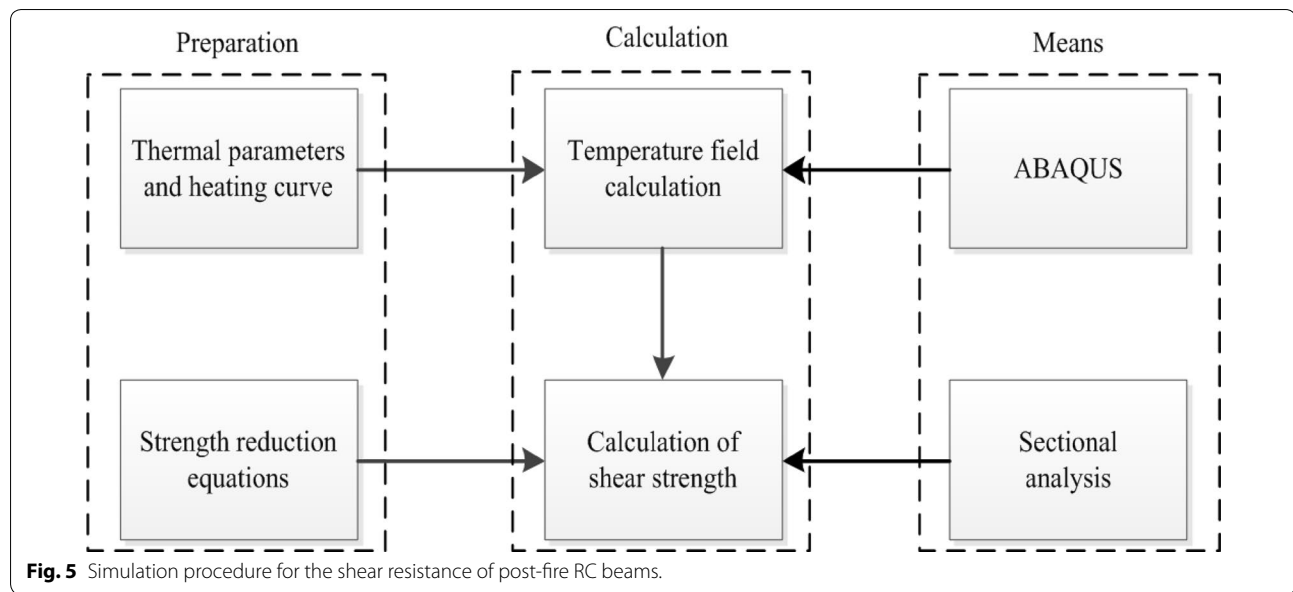 Preparation
Calculation
Means
Thermal parameters
and heating curve
Temperature field
calculation
ABAQUS
Strength reduction
equations
Calculation of
shear strength
Sectional
analysis
Fig. 5 Simulation procedure for the shear resistance of post-fire RC beams.